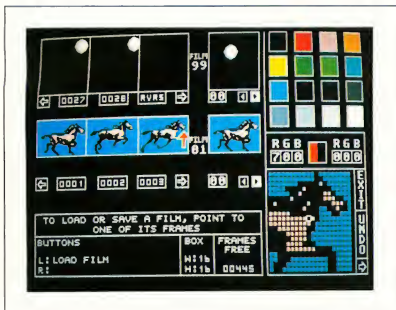 FILM
99
0027 0028 RVRS 00
FILM
01
0001 0002 0003 00
RGB RGB
700 000
EXIT
UNDO
TO LOAD OR SAVE A FILM, POINT TO
ONE OF ITS FRAMES
BUTTONS
L:LOAD FILM
R:
BOX
W:16
H:16
FRAMES
FREE
00445